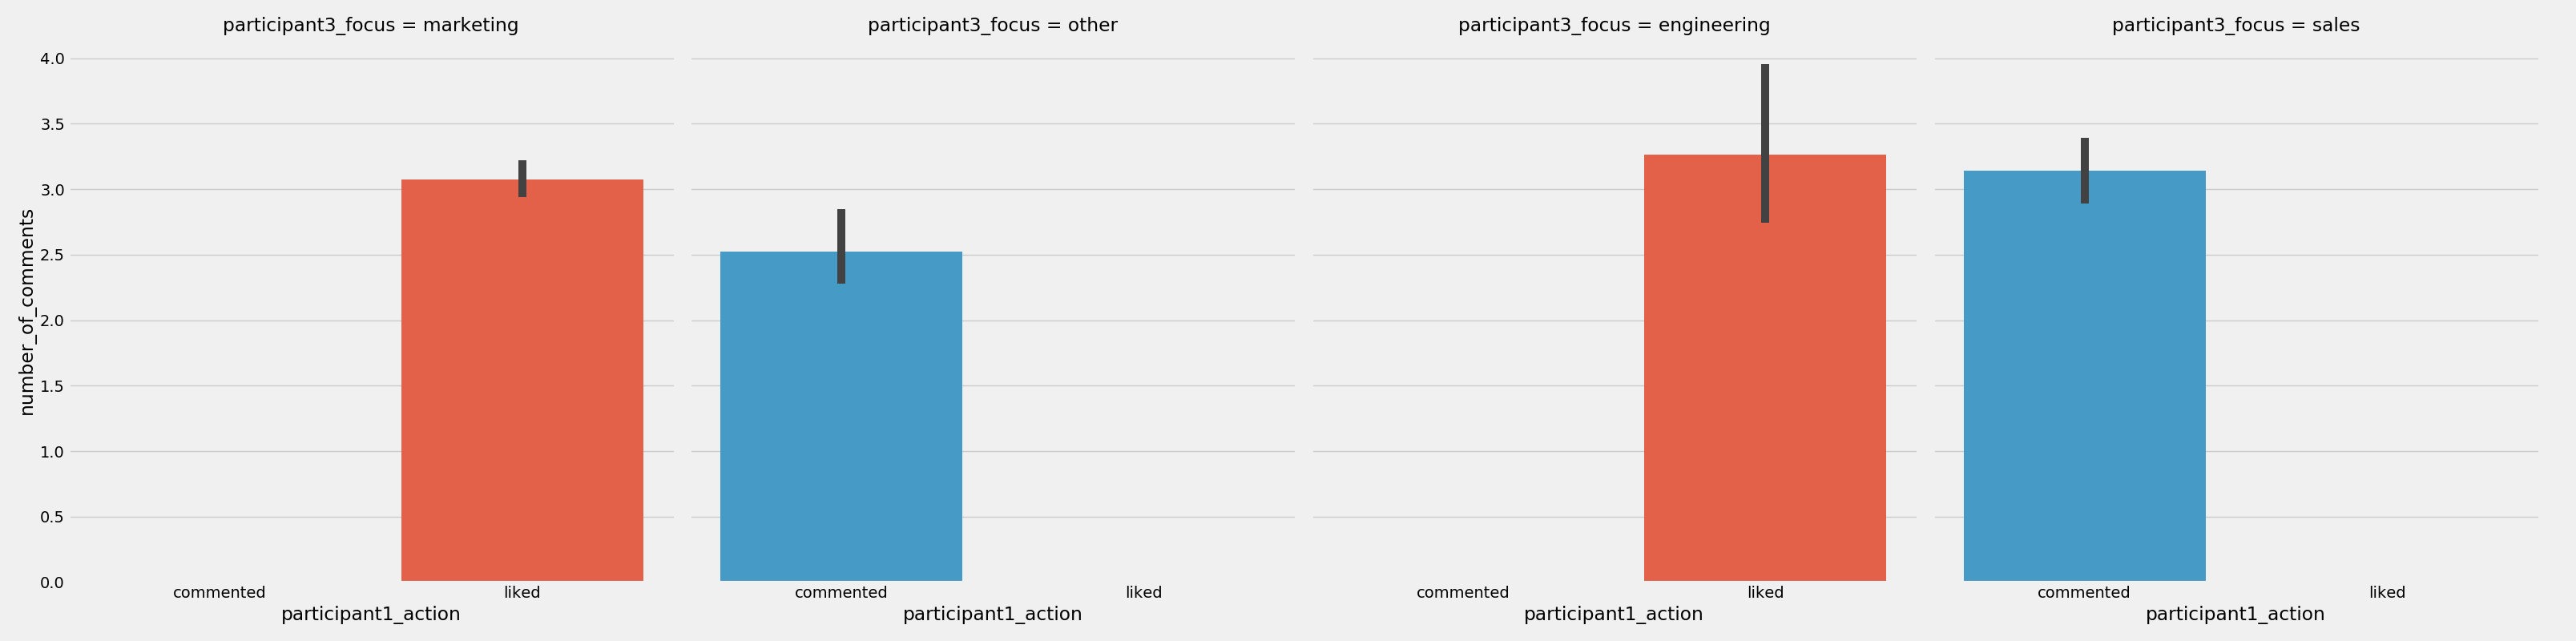 participant3_focus = marketing
participant3_focus = other
participant3_focus = engineering
participant3_focus = sales
number_of_comments
4.0
3.5
3.0
2.5
2.0
1.5
1.0
0.5
0.0
commented
liked
commented
liked
commented
liked
commented
liked
participant1_action
participant1_action
participant1_action
participant1_action